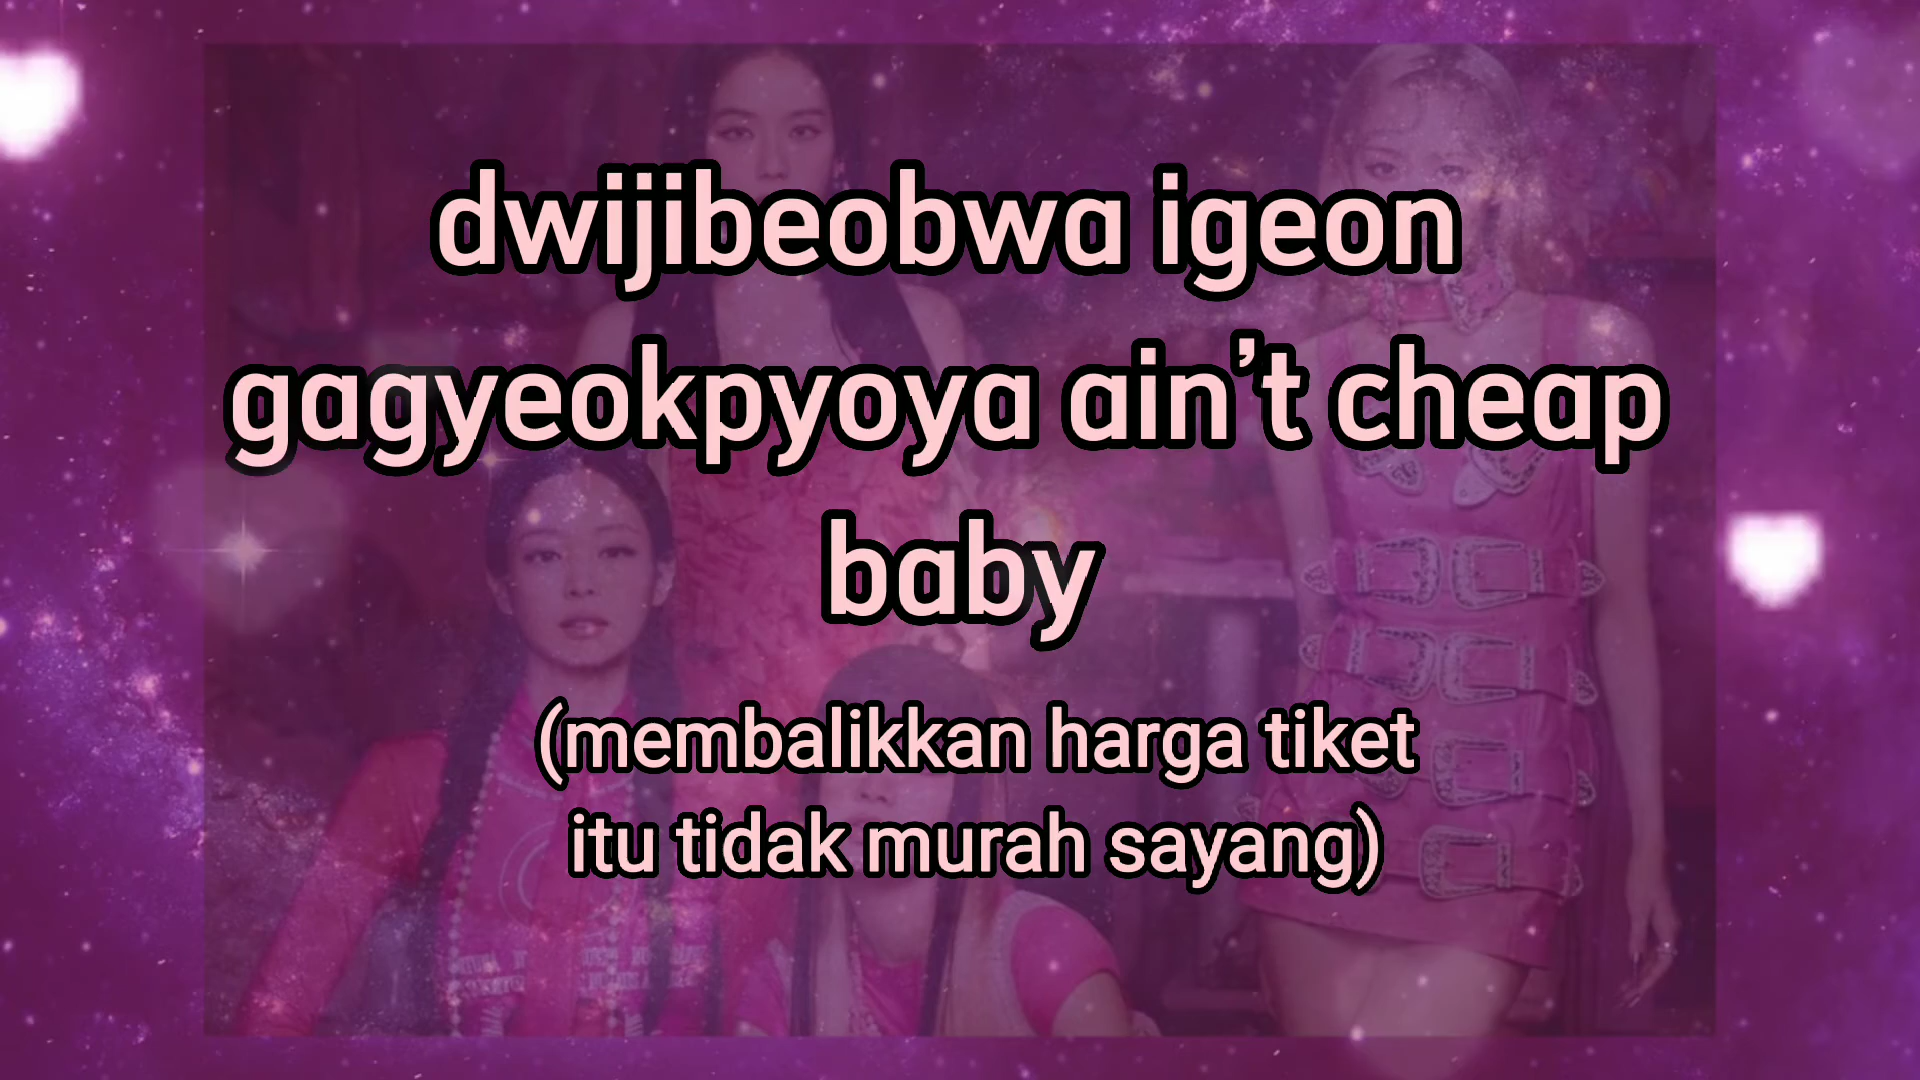 dwijibeobwa igeon
gagyeokpyoya ain’t cheap
baby
(membalikkan harga tiket
itu tidak murah sayang)